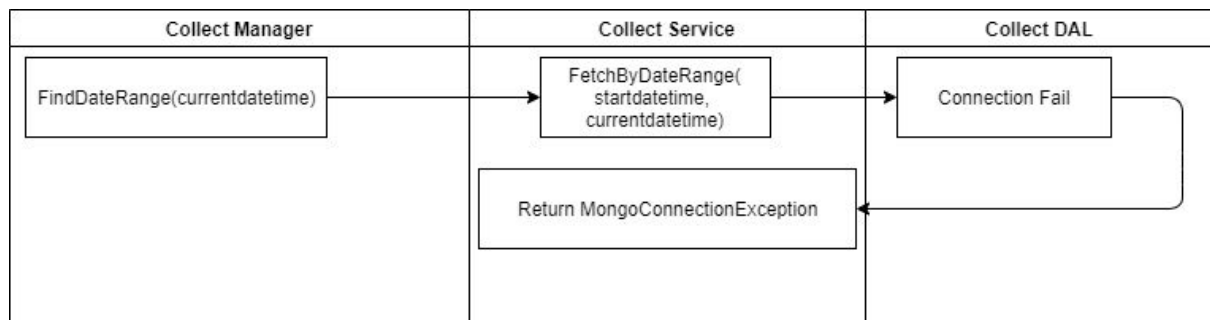 Collect Manager
Collect Service
Collect DAL
FindDateRange(currentdatetime)
FetchByDateRange(
startdatetime,
currentdatetime)
Connection Fail
Return MongoConnectionException